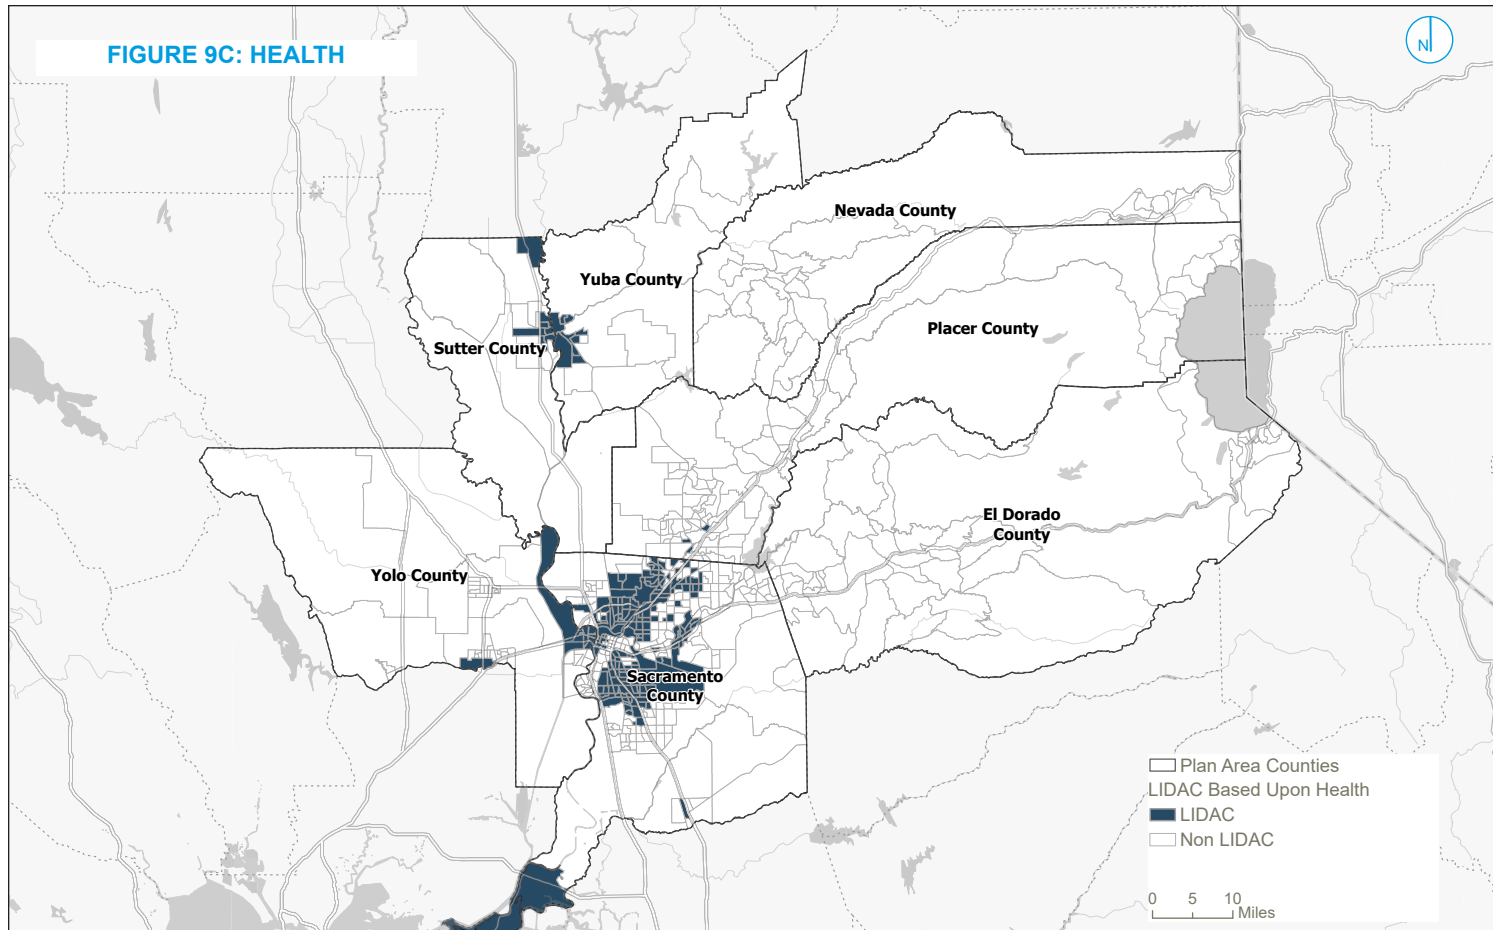 FIGURE 9C: HEALTH
N
Nevada County
Yuba County
Placer County
Sutter County
El Dorado
County
Yolo County
Sacramento
County
Plan Area Counties
LIDAC Based Upon Health
LIDAC
Non LIDAC
0 5 10
Miles